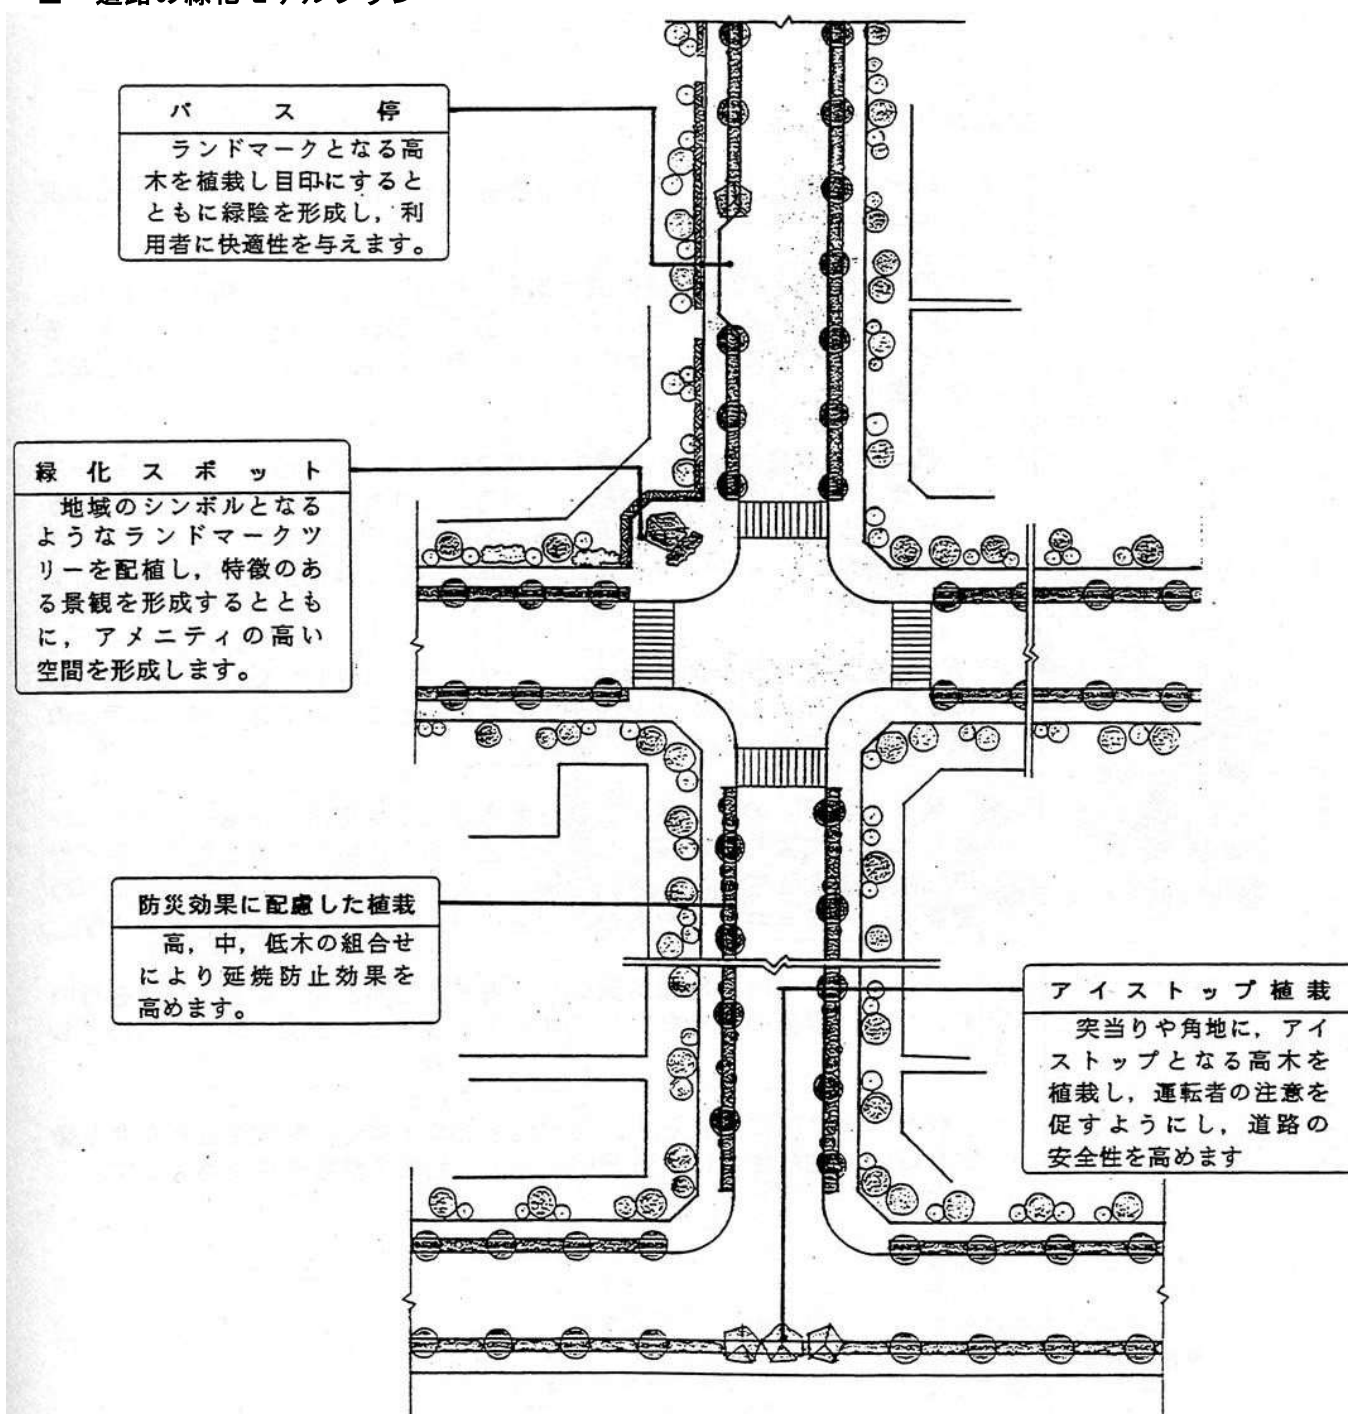 道路の緑化モデルプラン
バス停
ランドマークとなる高
木を植栽し目印にすると
ともに緑陰を形成し，利
用者に快適性を与えます。
緑化スポット
地域のシンボルとなる
ようなランドマークツ
リーを配植し，特徴のあ
る景観を形成するととも
に，アメニティの高い
空間を形成します。
防災効果に配慮した植栽
高，中，低木の組合せ
により延焼防止効果を
高めます。
アイストップ植栽
突当りや角地に，アイ
ストップとなる高木を
植栽し，運転者の注意を
促すようにし，道路の
安全性を高めます